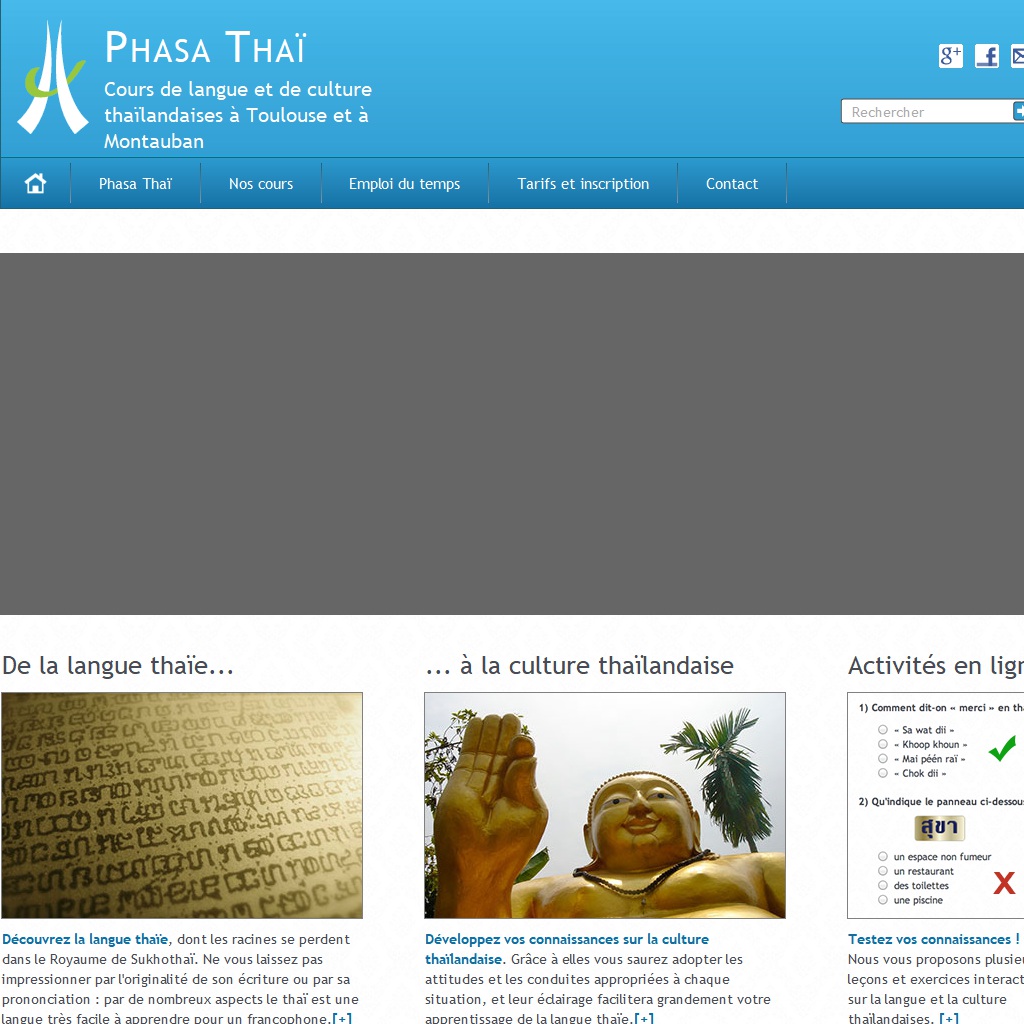 Phasa Thaï
Cours de langue et de culture
thaïlandaises à Toulouse et à
Montauban
g+
f
Rechercher
Phasa Thaï
Nos cours
Emploi du temps
Tarifs et inscription
Contact
De la langue thaïe...
Découvrez la langue thaïe, dont les racines se perdent
dans le Royaume de Sukhothaï. Ne vous laissez pas
impressionner par l'originalité de son écriture ou par sa
prononciation : par de nombreux aspects le thaï est une
langue très facile à apprendre pour un francophone.[+]
... à la culture thaïlandaise
Développez vos connaissances sur la culture
thaïlandaise. Grâce à elles vous saurez adopter les
attitudes et les conduites appropriées à chaque
situation, et leur éclairage facilitera grandement votre
apprentissage de la langue thaïe.[+]
Activités en lign
1) Comment dit-on « merci » en tha
« Sa wat dii »
« Khoop khoun »
« Mai péén raï »
« Chok dii »
2) Qu'indique le panneau ci-dessou
สุขา
un espace non fumeur
un restaurant
des toilettes
une piscine
X
Testez vos connaissances !
Nous vous proposons plusieu
leçons et exercices interact
sur la langue et la culture
thaïlandaises. [+]